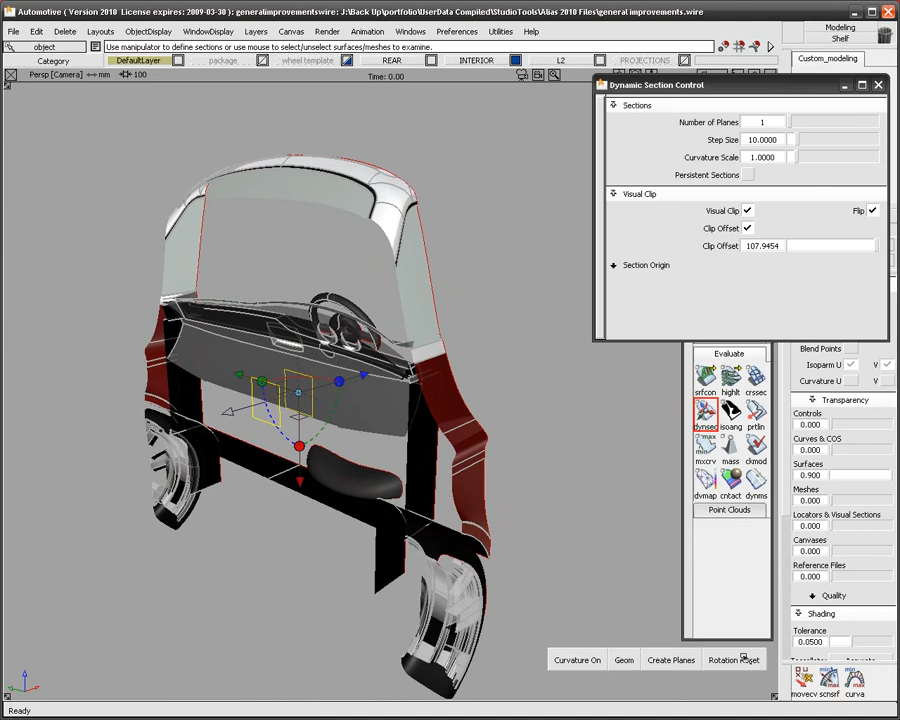 Automotive ( Version 2010 License expires: 2009-03-30 ): generalimprovementswire: J:\Back Up\portfolio\UserData Compiled\StudioTools\Alias 2010 Files\general improvements.wire
File Edit Delete Layouts ObjectDisplay WindowDisplay Layers Canvas Render Animation Windows Preferences Utilities Help
Modeling
Shelf
object
Use manipulator to define sections or use mouse to select/unselect surfaces/meshes to examine.
Category DefaultLayer package wheel template REAR INTERIOR L2 PROJECTIONS
Custom_modeling
Persp [Camera] <-> mm 100
Time: 0.00
Dynamic Section Control
Sections
Number of Planes 1
Step Size 10.0000
Curvature Scale 1.0000
Persistent Sections
Visual Clip
Visual Clip Flip
Clip Offset
Clip Offset 107.9454
Section Origin
Evaluate
srfcon highlt crssec
dynsec isoang prtlin
max
min
mxcrv mass ckmod
dvmap cntact dynms
Point Clouds
Blend Points
Isoparm U V
Curvature U V
Transparency
Controls
0.000
Curves & COS
0.000
Surfaces
0.900
Meshes
0.000
Locators & Visual Sections
0.000
Canvases
0.000
Reference Files
0.000
Quality
Shading
Tolerance
0.0500
Curvature On Geom Create Planes Rotation Reset
movecv scnsrf curva
Ready